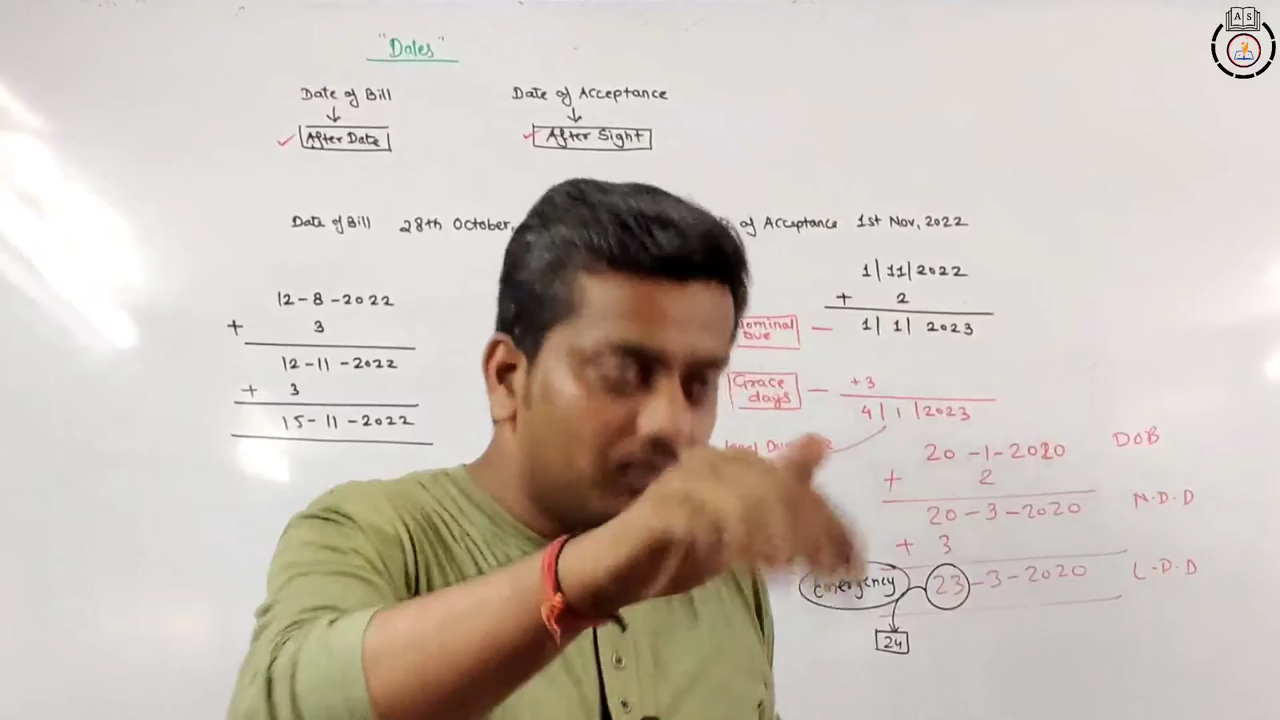 A S
"Dates"
Date of Bill
Date of Acceptance
After Date
After Sight
Date of Bill 28th October,
of Acceptance 1st Nov, 2022
12-8-2022
+ 3
12-11-2022
+ 3
15-11-2022
1|11|2022
+ 2
Due — 1|1|2023
Grace days — +3
4|1|2023
20-1-2020 DOB
+ 2
20-3-2020 N.D.D
+ 3
Emergency 23-3-2020 L.D.D
24